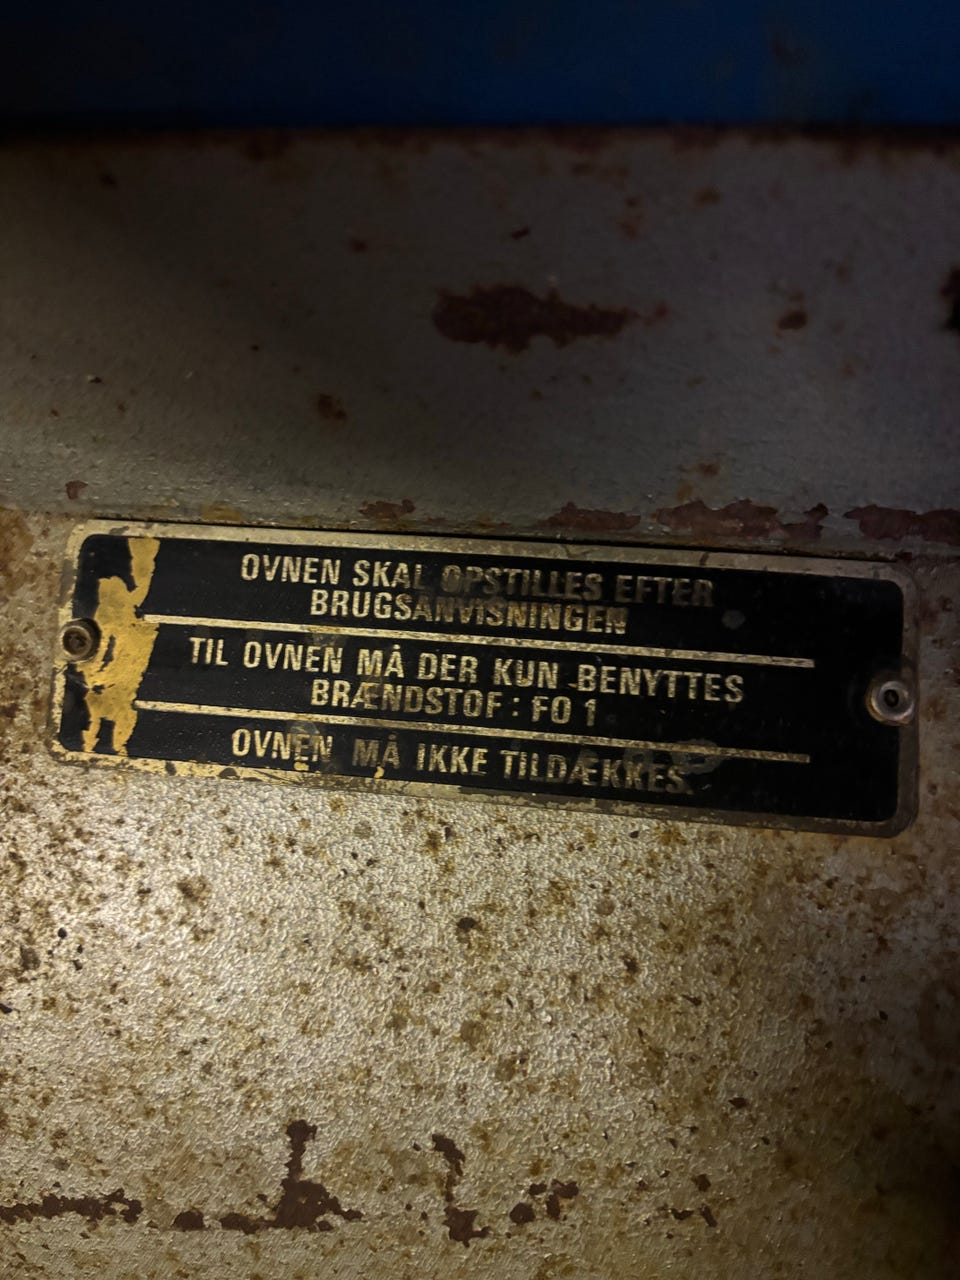 OVNEN SKAL OPSTILLES EFTER
BRUGSANVISNINGEN
TIL OVNEN MÅ DER KUN BENYTTES
BRÆNDSTOF : FO 1
OVNEN MÅ IKKE TILDÆKKES.